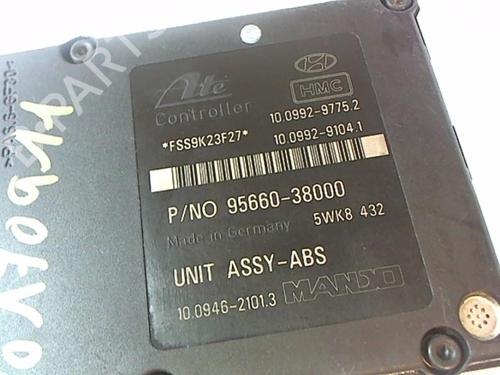 Ate
HMC
Controller
10.0992-9775.2
*FSS9K23F27*
10.0992-9104.1
P/NO 95660-38000
Made in Germany
5WK8 432
UNIT ASSY-ABS
10.0946-2101.3
MANDO